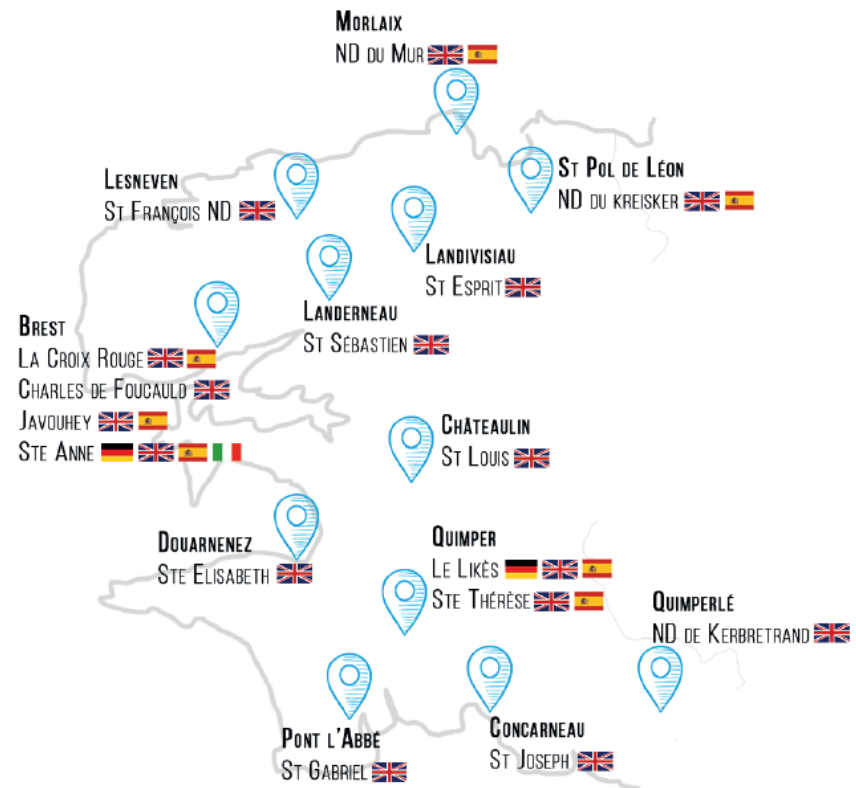 Morlaix
ND du Mur
St Pol de Léon
ND du kreisker
Lesneven
St François ND
Landivisiau
St Esprit
Landerneau
St Sébastien
Brest
La Croix Rouge
Charles de Foucauld
Javouhey
Ste Anne
Châteaulin
St Louis
Douarnenez
Ste Elisabeth
Quimper
Le Likès
Ste Thérèse
Quimperlé
ND de Kerbretrand
Pont l'Abbé
St Gabriel
Concarneau
St Joseph